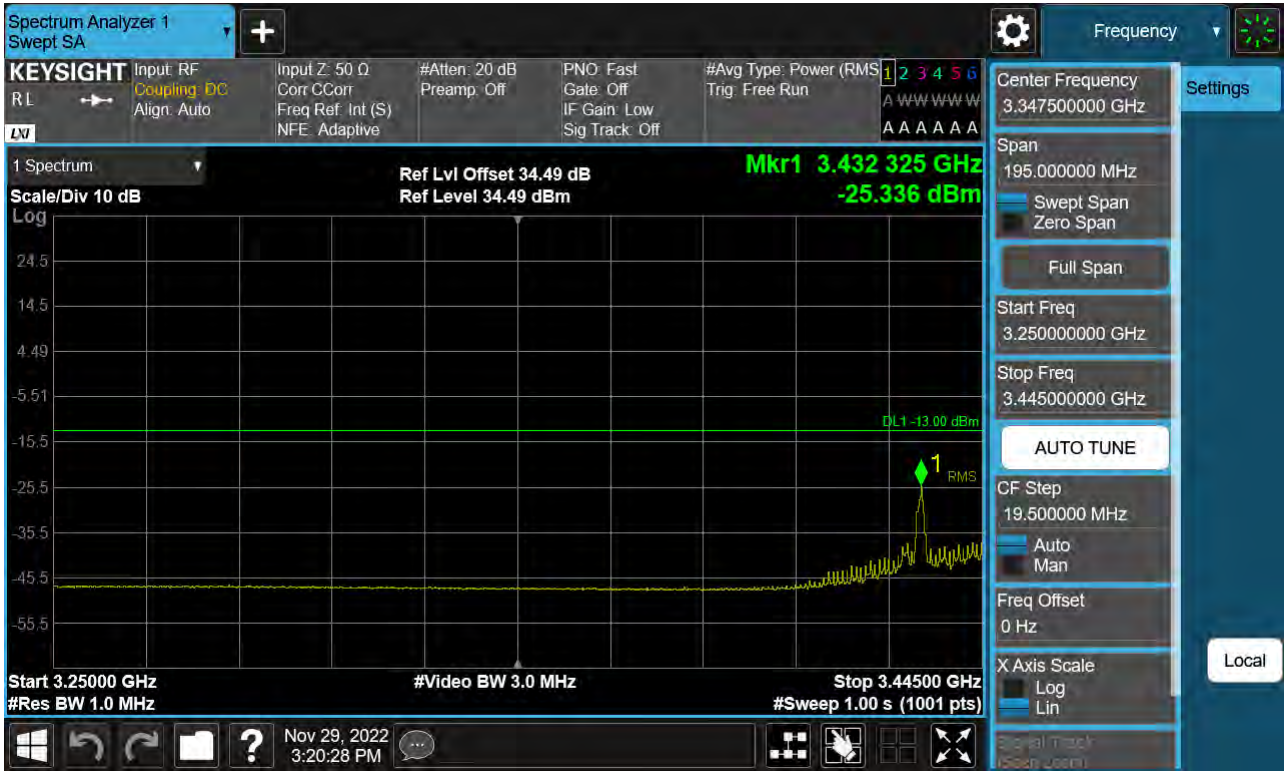 Spectrum Analyzer 1
Swept SA
+
Frequency
KEYSIGHT
RL
LXI
Input: RF
Coupling: DC
Align: Auto
Input Z: 50 Ω
Corr CCorr
Freq Ref: Int (S)
NFE: Adaptive
#Atten: 20 dB
Preamp: Off
PNO: Fast
Gate: Off
IF Gain: Low
Sig Track: Off
#Avg Type: Power (RMS
Trig: Free Run
1 2 3 4 5 6
A W W W W W
A A A A A A
1 Spectrum
Scale/Div 10 dB
Log
Ref Lvl Offset 34.49 dB
Ref Level 34.49 dBm
Mkr1 3.432 325 GHz
-25.336 dBm
24.5
14.5
4.49
-5.51
-15.5
-25.5
-35.5
-45.5
-55.5
DL1 -13.00 dBm
1
RMS
Start 3.25000 GHz
#Res BW 1.0 MHz
#Video BW 3.0 MHz
Stop 3.44500 GHz
#Sweep 1.00 s (1001 pts)
Center Frequency
3.347500000 GHz
Span
195.000000 MHz
Swept Span
Zero Span
Full Span
Start Freq
3.250000000 GHz
Stop Freq
3.445000000 GHz
AUTO TUNE
CF Step
19.500000 MHz
Auto
Man
Freq Offset
0 Hz
X Axis Scale
Log
Lin
Signal Track
(Span Zoom)
Settings
Local
?
Nov 29, 2022
3:20:28 PM